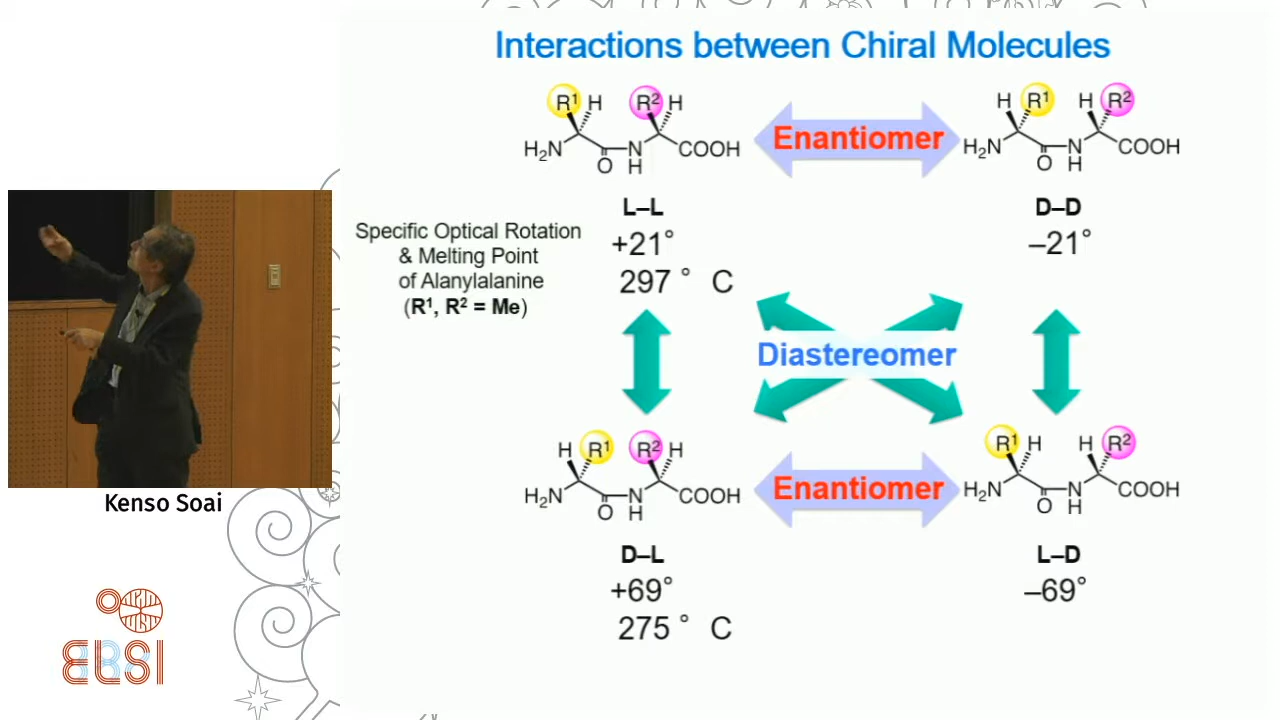 Interactions between Chiral Molecules
R¹ H R² H
H₂N O N H COOH
Enantiomer
H R¹ H R²
H₂N O N H COOH
L–L
+21°
297 ° C
D–D
–21°
Specific Optical Rotation
& Melting Point
of Alanylalanine
(R¹, R² = Me)
Diastereomer
H R¹ R² H
H₂N O N H COOH
Enantiomer
R¹ H H R²
H₂N O N H COOH
D–L
+69°
275 ° C
L–D
–69°
Kenso Soai
ELSI